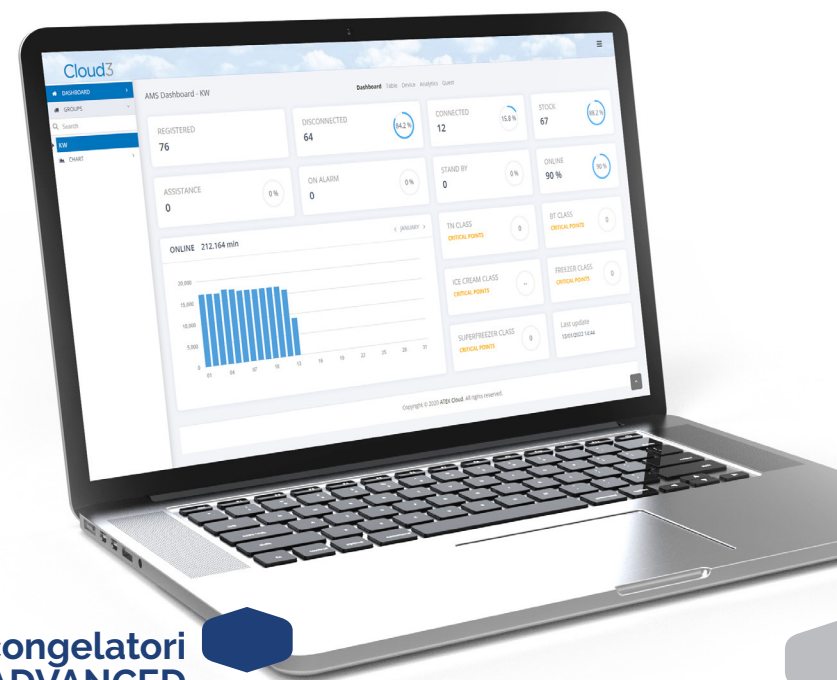 Cloud3
DASHBOARD
GROUPS
Search
KW
CHART
AMS Dashboard - KW
Dashboard Table Device Analytics Guest
REGISTERED
76
DISCONNECTED
64
84.2 %
CONNECTED
12
15.8 %
STOCK
67
88.2 %
ASSISTANCE
0
0 %
ON ALARM
0
0 %
STAND BY
0
0 %
ONLINE
90 %
90 %
ONLINE 212.164 min
‹ JANUARY ›
20.000
15.000
10.000
5.000
0
01 04 07 10 13 16 19 22 25 28 31
TN CLASS
CRITICAL POINTS
0
BT CLASS
CRITICAL POINTS
0
ICE CREAM CLASS
CRITICAL POINTS
--
FREEZER CLASS
CRITICAL POINTS
0
SUPERFREEZER CLASS
CRITICAL POINTS
0
Last update
Copyright © 2020 ATEX Cloud. All rights reserved.
congelatori
ADVANCED